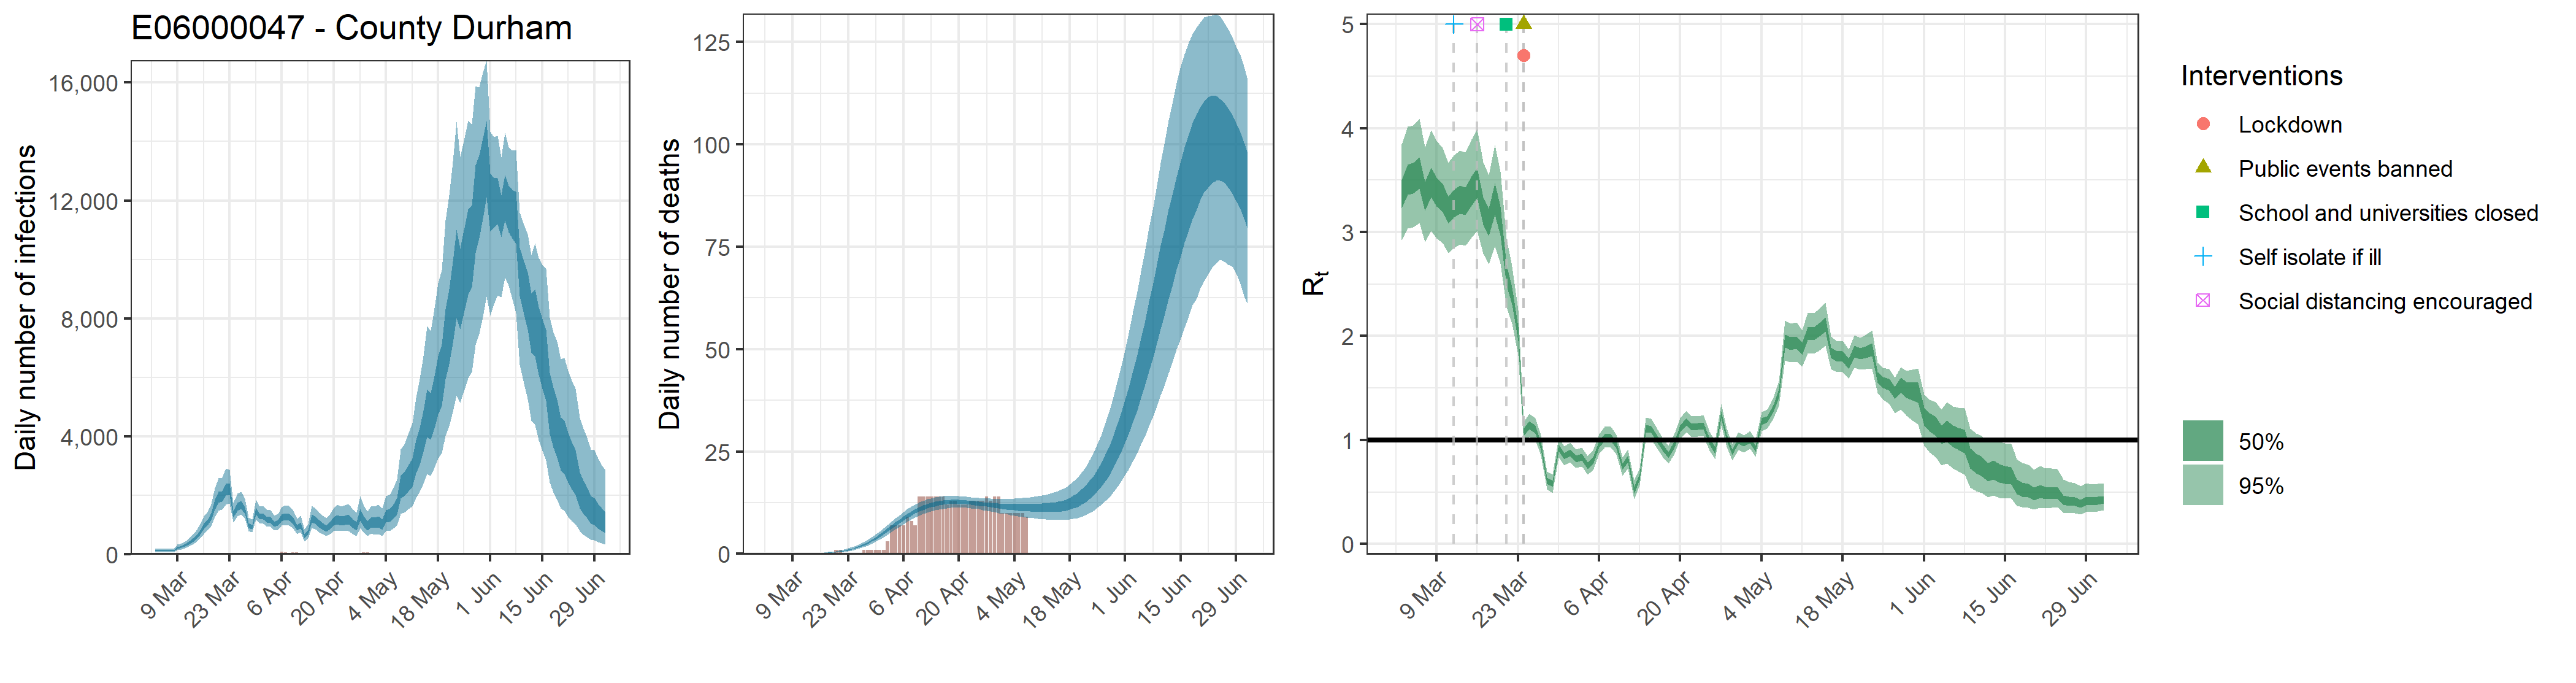 E06000047 - County Durham
Daily number of infections
16,000
12,000
8,000
4,000
0
9 Mar
23 Mar
6 Apr
20 Apr
4 May
18 May
1 Jun
15 Jun
29 Jun
Daily number of deaths
125
100
75
50
25
0
9 Mar
23 Mar
6 Apr
20 Apr
4 May
18 May
1 Jun
15 Jun
29 Jun
Rt
5
4
3
2
1
0
9 Mar
23 Mar
6 Apr
20 Apr
4 May
18 May
1 Jun
15 Jun
29 Jun
Interventions
Lockdown
Public events banned
School and universities closed
Self isolate if ill
Social distancing encouraged
50%
95%